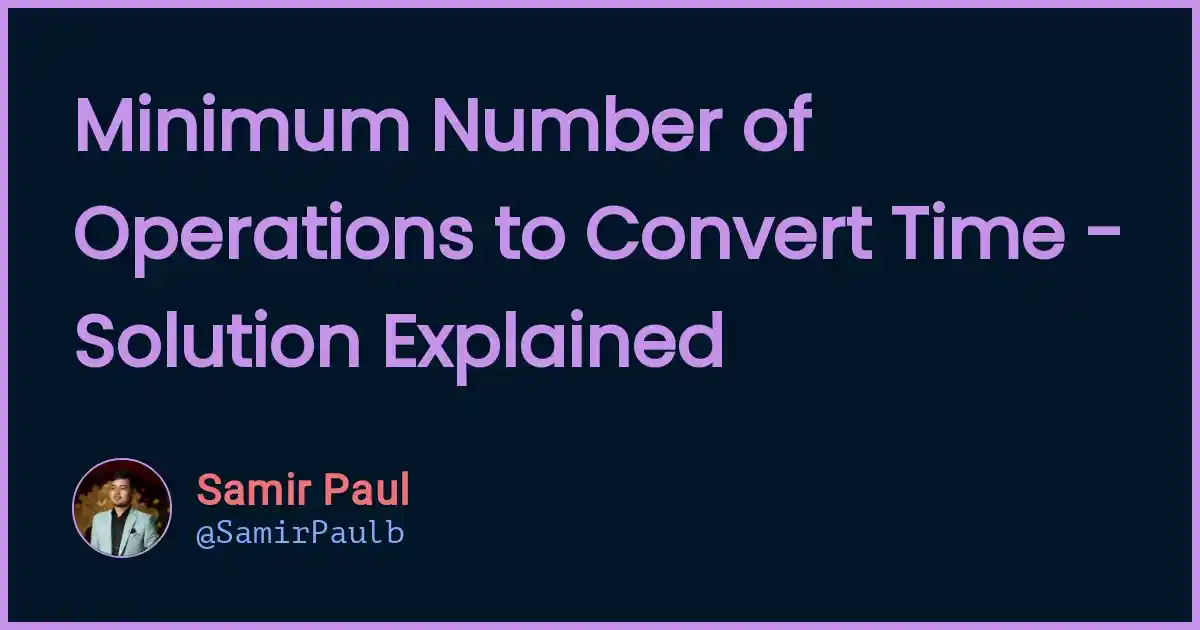 Minimum Number of
Operations to Convert Time -
Solution Explained
Samir Paul
@SamirPaulb